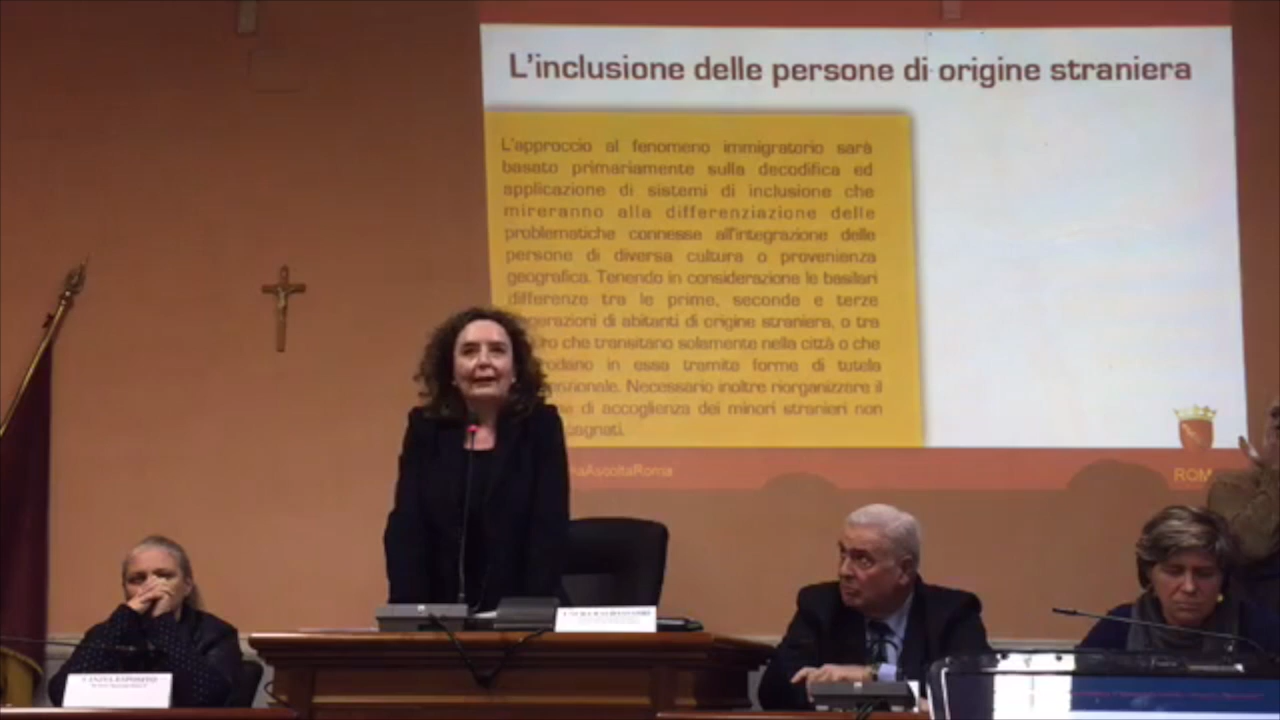 L'inclusione delle persone di origine straniera
L'approccio al fenomeno immigratorio sarà
basato primariamente sulla decodifica ed
applicazione di sistemi di inclusione che
mireranno alla differenziazione delle
problematiche connesse all'integrazione delle
persone di diversa cultura o provenienza
geografica. Tenendo in considerazione le basilari
differenze tra le prime, seconde e terze
di abitanti di origine straniera, o tra
che transitano solamente nella città o che
in essa tramite forme di tutela
Necessario inoltre riorganizzare il
di accoglienza dei minori stranieri non
AscoltaRoma
ROM